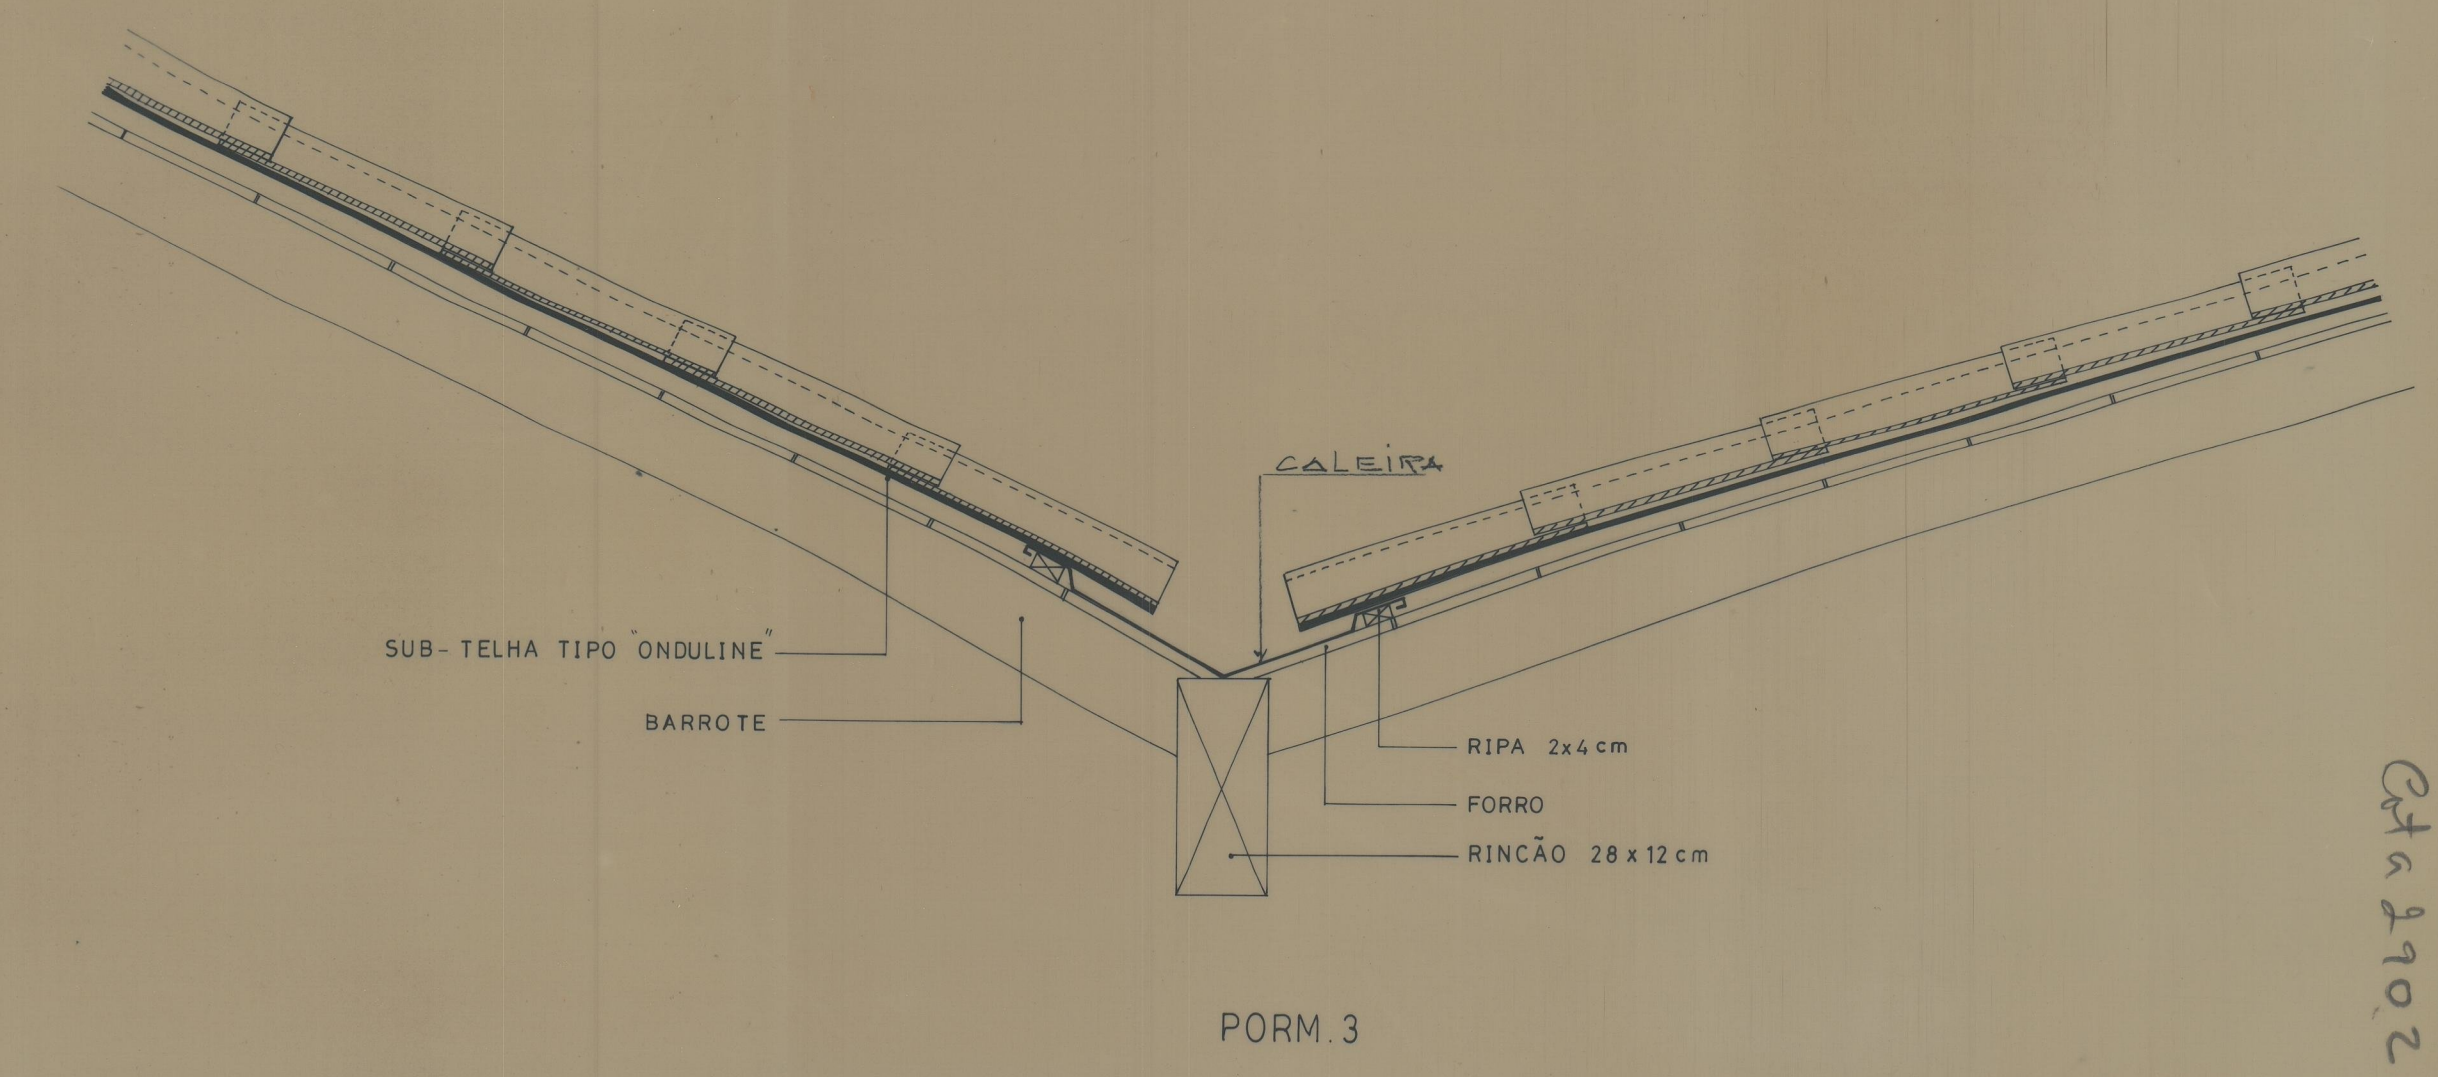 CALEIRA
SUB-TELHA TIPO "ONDULINE"
BARROTE
RIPA 2x4 cm
FORRO
RINCÃO 28 x 12 cm
PORM. 3
Cota 2902